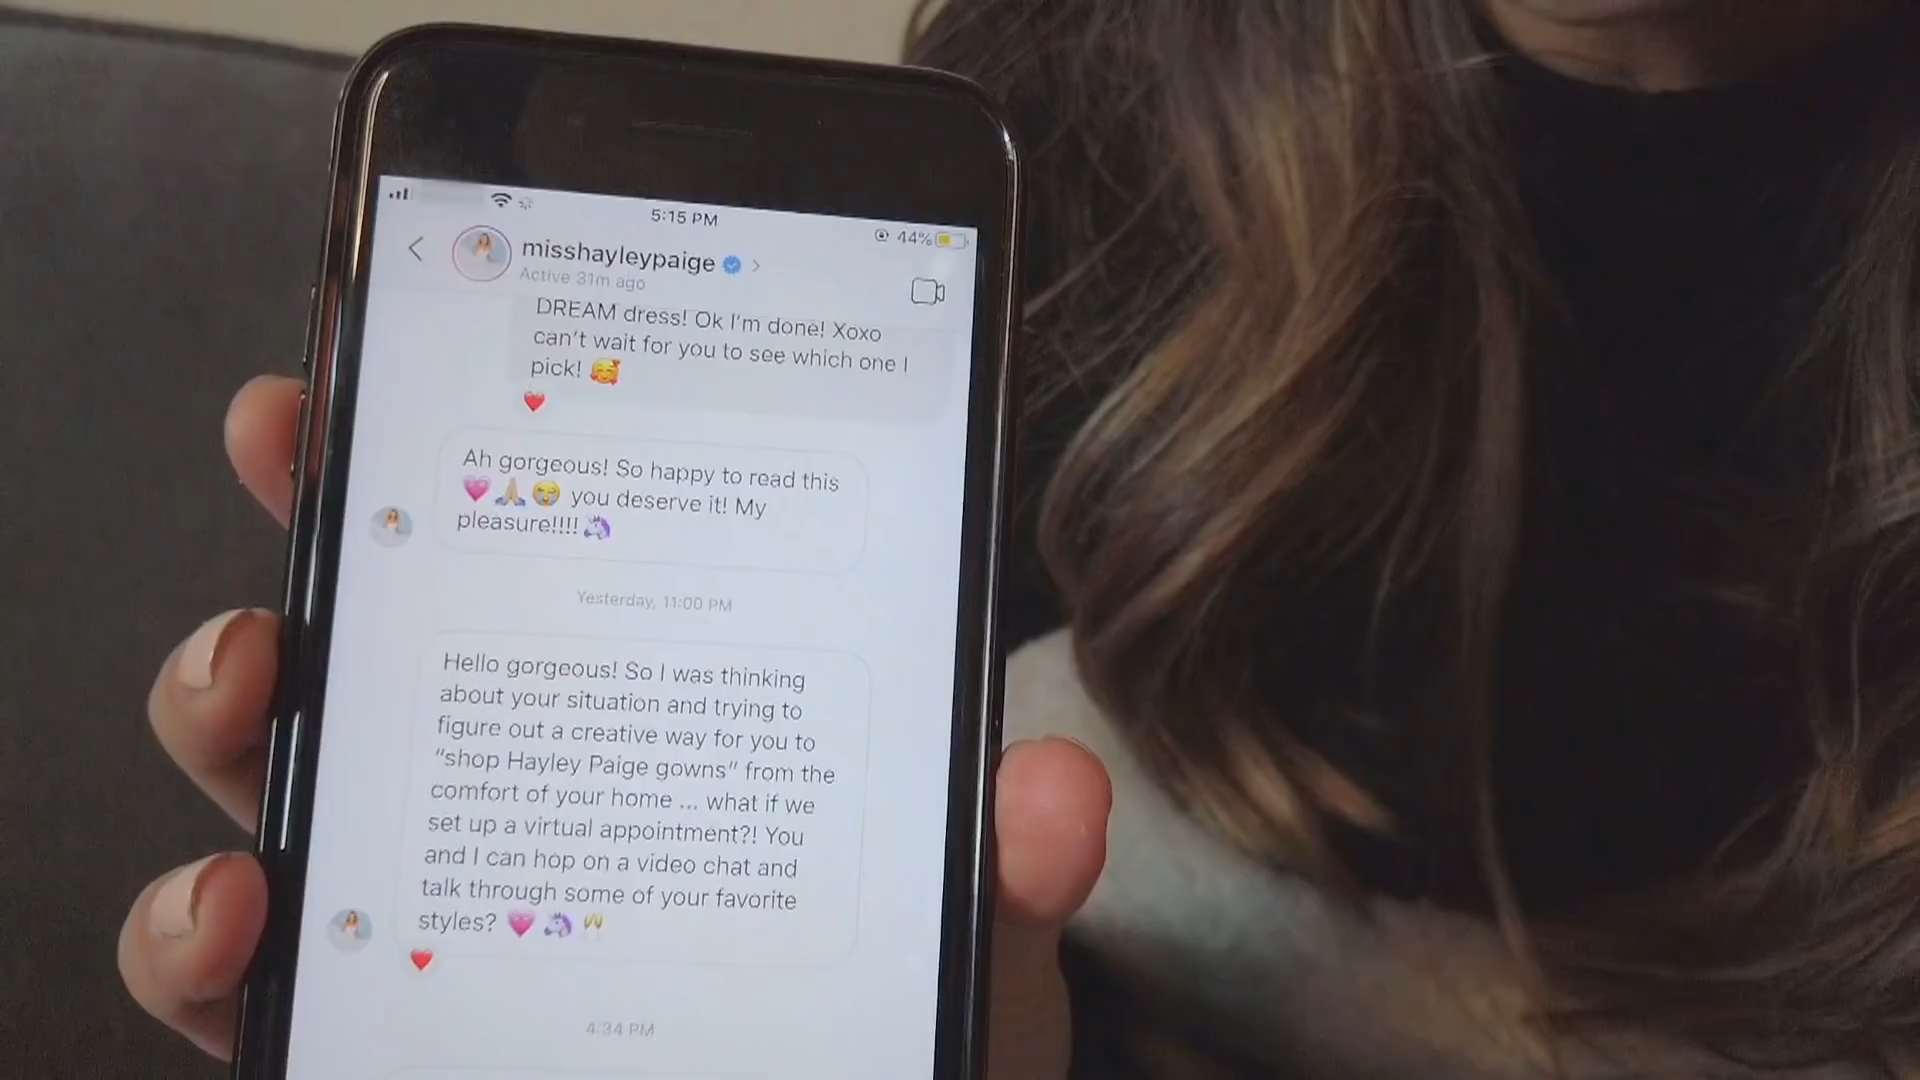 5:15 PM
44%
misshayleypaige
Active 31m ago
DREAM dress! Ok I'm done! Xoxo
can't wait for you to see which one I
pick! 🥰
❤️
Ah gorgeous! So happy to read this
💗🙏🏼😭 you deserve it! My
pleasure!!!!🦄
Yesterday, 11:00 PM
Hello gorgeous! So I was thinking
about your situation and trying to
figure out a creative way for you to
“shop Hayley Paige gowns” from the
comfort of your home ... what if we
set up a virtual appointment?! You
and I can hop on a video chat and
talk through some of your favorite
styles? 💗 🦄 🥂
❤️
4:34 PM